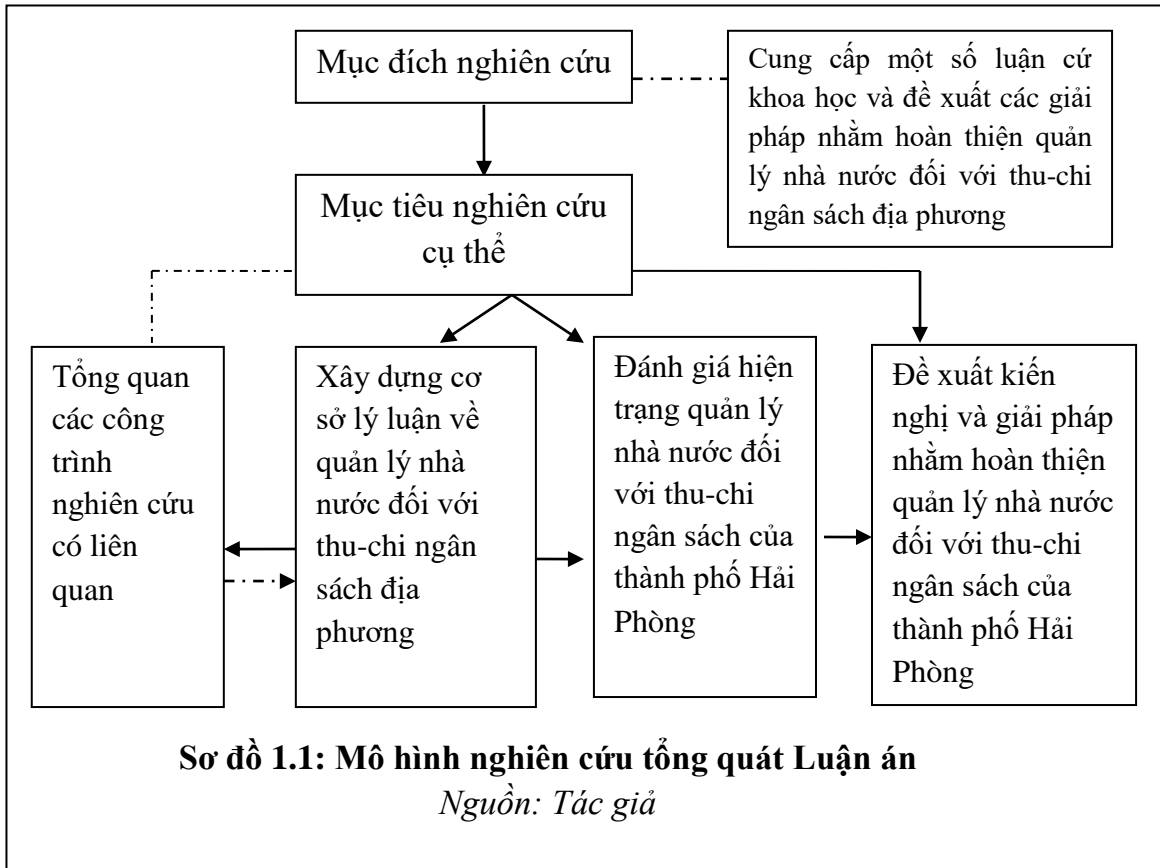 Mục đích nghiên cứu
Cung cấp một số luận cứ
khoa học và đề xuất các giải
pháp nhằm hoàn thiện quản
lý nhà nước đối với thu-chi
ngân sách địa phương
Mục tiêu nghiên cứu
cụ thể
Tổng quan
các công
trình
nghiên cứu
có liên
quan
Xây dựng cơ
sở lý luận về
quản lý nhà
nước đối với
thu-chi ngân
sách địa
phương
Đánh giá hiện
trạng quản lý
nhà nước đối
với thu-chi
ngân sách của
thành phố Hải
Phòng
Đề xuất kiến
nghị và giải pháp
nhằm hoàn thiện
quản lý nhà nước
đối với thu-chi
ngân sách của
thành phố Hải
Phòng
Sơ đồ 1.1: Mô hình nghiên cứu tổng quát Luận án
Nguồn: Tác giả